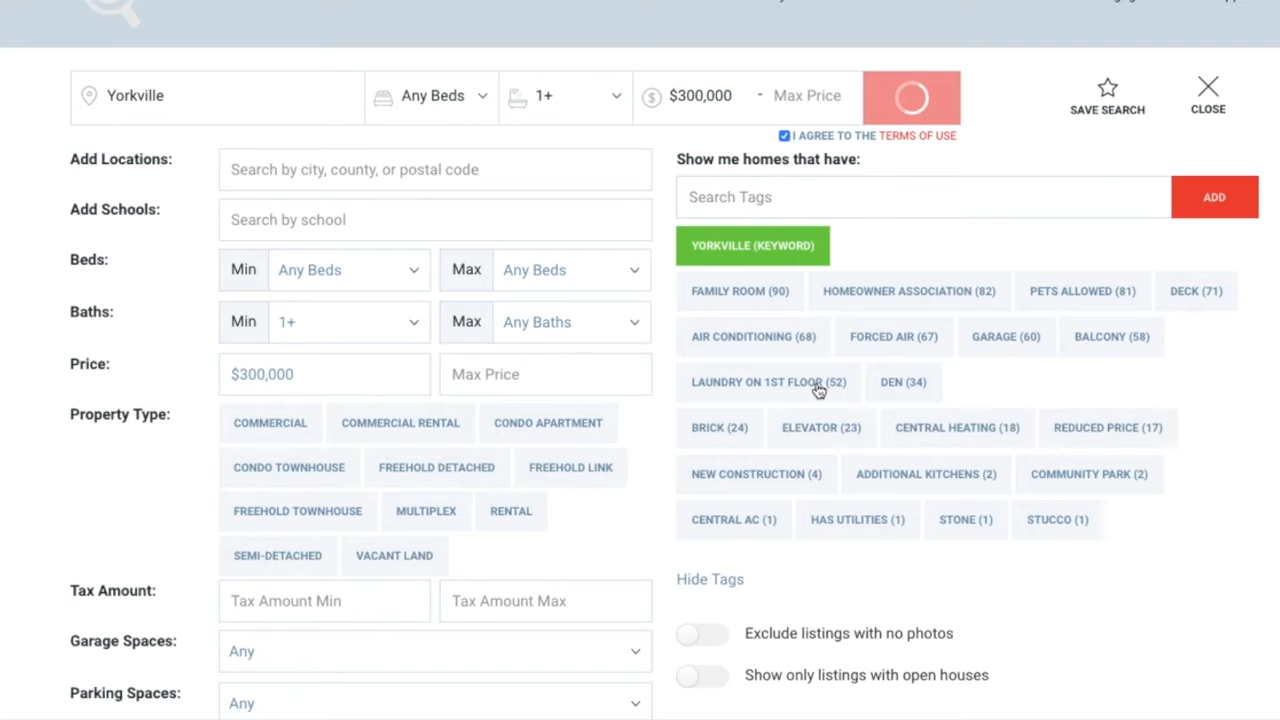 Yorkville
Any Beds
1+
$300,000 - Max Price
SAVE SEARCH
CLOSE
I AGREE TO THE TERMS OF USE
Add Locations:
Search by city, county, or postal code
Add Schools:
Search by school
Beds:
Min Any Beds
Max Any Beds
Baths:
Min 1+
Max Any Baths
Price:
$300,000
Max Price
Property Type:
COMMERCIAL COMMERCIAL RENTAL CONDO APARTMENT
CONDO TOWNHOUSE FREEHOLD DETACHED FREEHOLD LINK
FREEHOLD TOWNHOUSE MULTIPLEX RENTAL
SEMI-DETACHED VACANT LAND
Tax Amount:
Tax Amount Min
Tax Amount Max
Garage Spaces:
Any
Parking Spaces:
Any
Show me homes that have:
Search Tags
ADD
YORKVILLE (KEYWORD)
FAMILY ROOM (90) HOMEOWNER ASSOCIATION (82) PETS ALLOWED (81) DECK (71)
AIR CONDITIONING (68) FORCED AIR (67) GARAGE (60) BALCONY (58)
LAUNDRY ON 1ST FLOOR (52) DEN (34)
BRICK (24) ELEVATOR (23) CENTRAL HEATING (18) REDUCED PRICE (17)
NEW CONSTRUCTION (4) ADDITIONAL KITCHENS (2) COMMUNITY PARK (2)
CENTRAL AC (1) HAS UTILITIES (1) STONE (1) STUCCO (1)
Hide Tags
Exclude listings with no photos
Show only listings with open houses